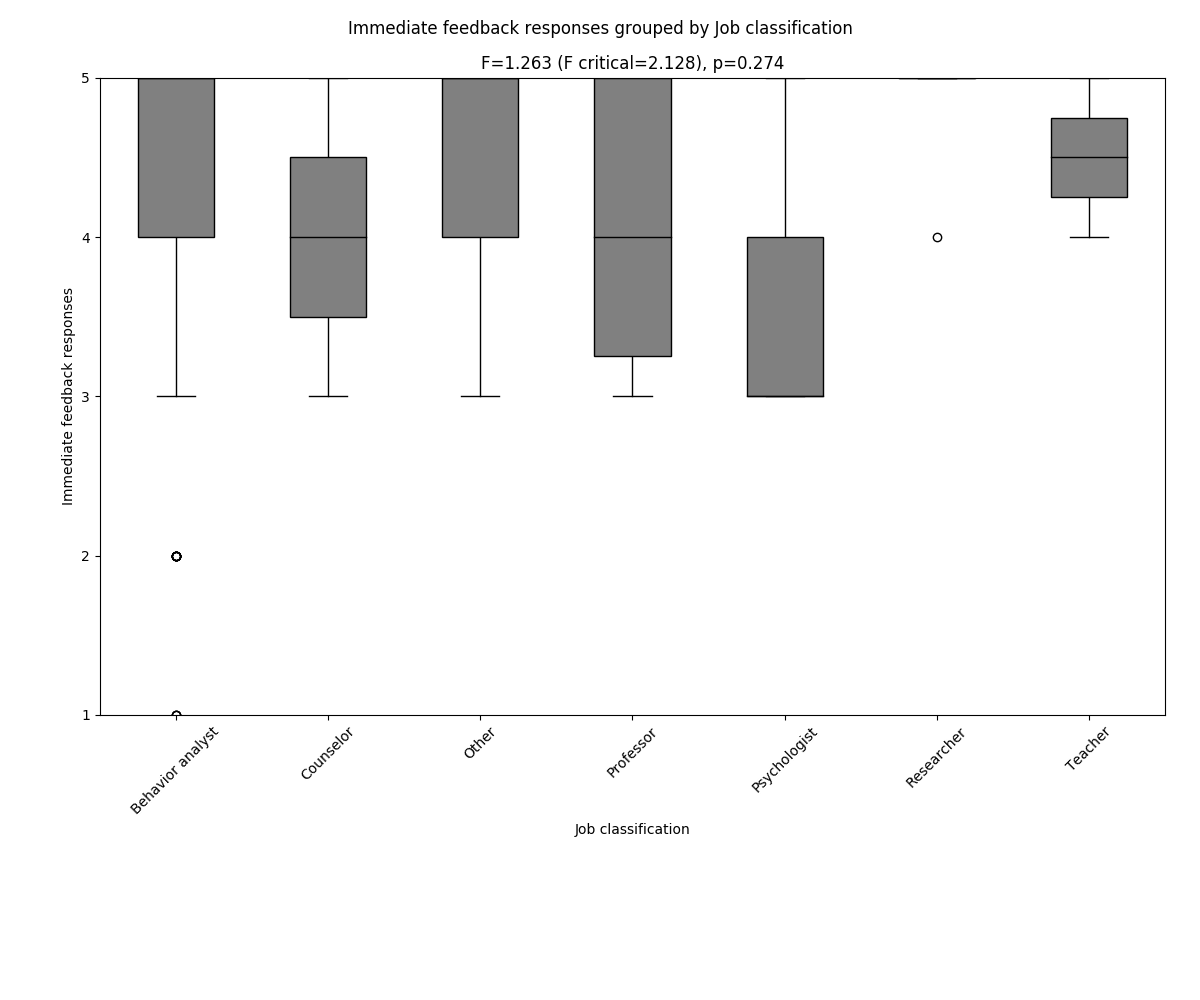 Immediate feedback responses grouped by Job classification
F=1.263 (F critical=2.128), p=0.274
5
4
3
2
1
Immediate feedback responses
Behavior analyst
Counselor
Other
Professor
Psychologist
Researcher
Teacher
Job classification